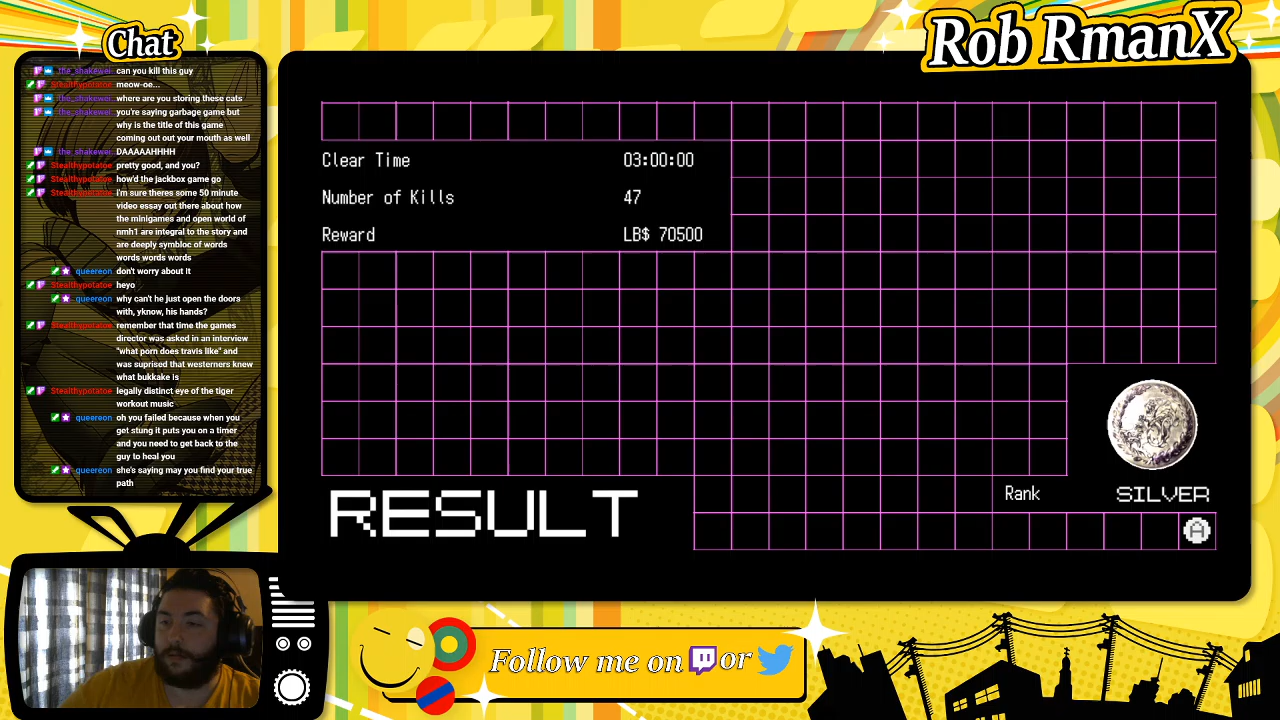 Chat
Rob RmanX
the_shakewer can you kill this guy
Stealthypotatoe meow-oe...
the_shakewer where are you storing these cats
the_shakewer you're saying garbage game but
why is the title of this game
coming out of your mouth as well
the_shakewer DAAAAAHHHH
Stealthypotatoe pretty good, and you?
Stealthypotatoe how'd the jackbox game go
Stealthypotatoe i'm sure theres some 50 minute
video essay out there about how
the minigames and open world of
nmh1 are integral to the story and
are deeply symbloc of words
words words words
queereon don't worry about it
Stealthypotatoe heyo
queereon why can't he just open the doors
with, yknow, his hands?
Stealthypotatoe remember that time the games
director was asked in an interview
"what porn does travis like" and
was suprised that westerners knew
what bukkake is
Stealthypotatoe legally distinct eye of the tiger
workout music
queereon oh you failed because when you
get stung it puts you on a timer
and you need to get back to the
guy to heal you
queereon she's saying may you find your true
path
Clear Time 03:00:00
Number of Kills 47
Reward LB$ 70500
RESULT
Rank SILVER
A
Follow me on or